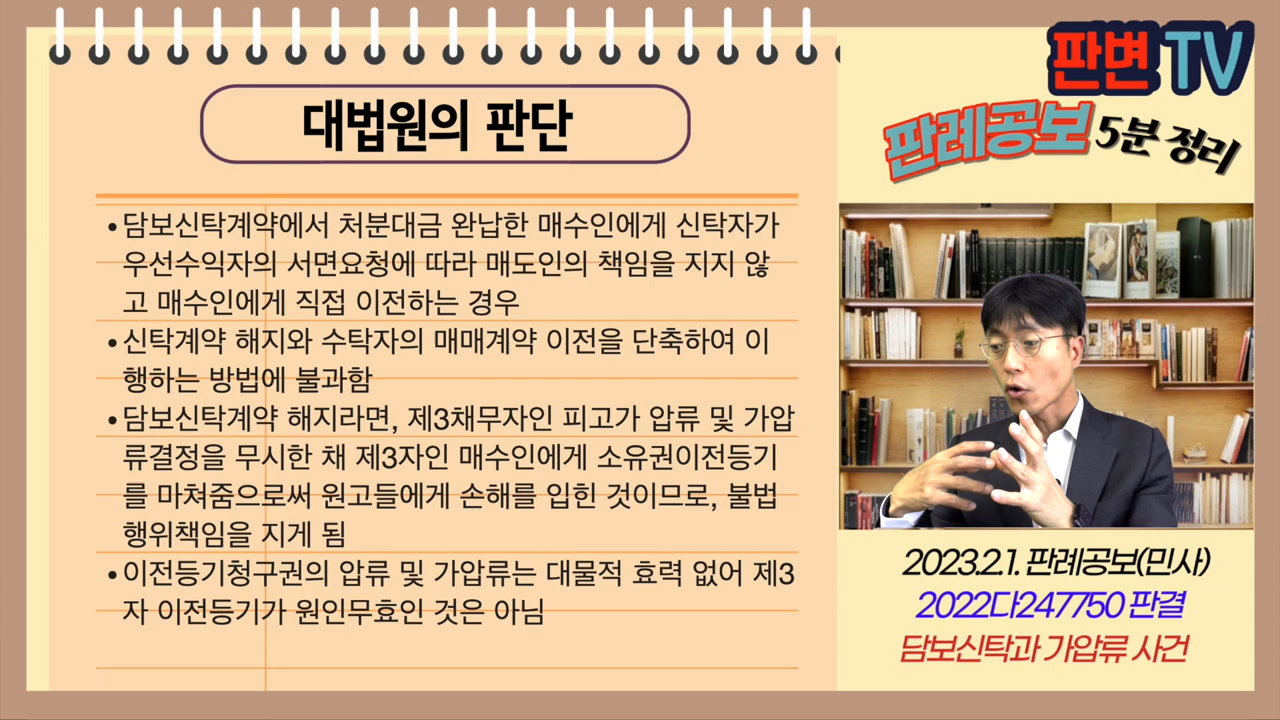 대법원의 판단
•담보신탁계약에서 처분대금 완납한 매수인에게 신탁자가
우선수익자의 서면요청에 따라 매도인의 책임을 지지 않
고 매수인에게 직접 이전하는 경우
•신탁계약 해지와 수탁자의 매매계약 이전을 단축하여 이
행하는 방법에 불과함
•담보신탁계약 해지라면, 제3채무자인 피고가 압류 및 가압
류결정을 무시한 채 제3자인 매수인에게 소유권이전등기
를 마쳐줌으로써 원고들에게 손해를 입힌 것이므로, 불법
행위책임을 지게 됨
•이전등기청구권의 압류 및 가압류는 대물적 효력 없어 제3
자 이전등기가 원인무효인 것은 아님
판변 TV
판례공보 5분 정리
2023.2.1. 판례공보(민사)
2022다247750 판결
담보신탁과 가압류 사건